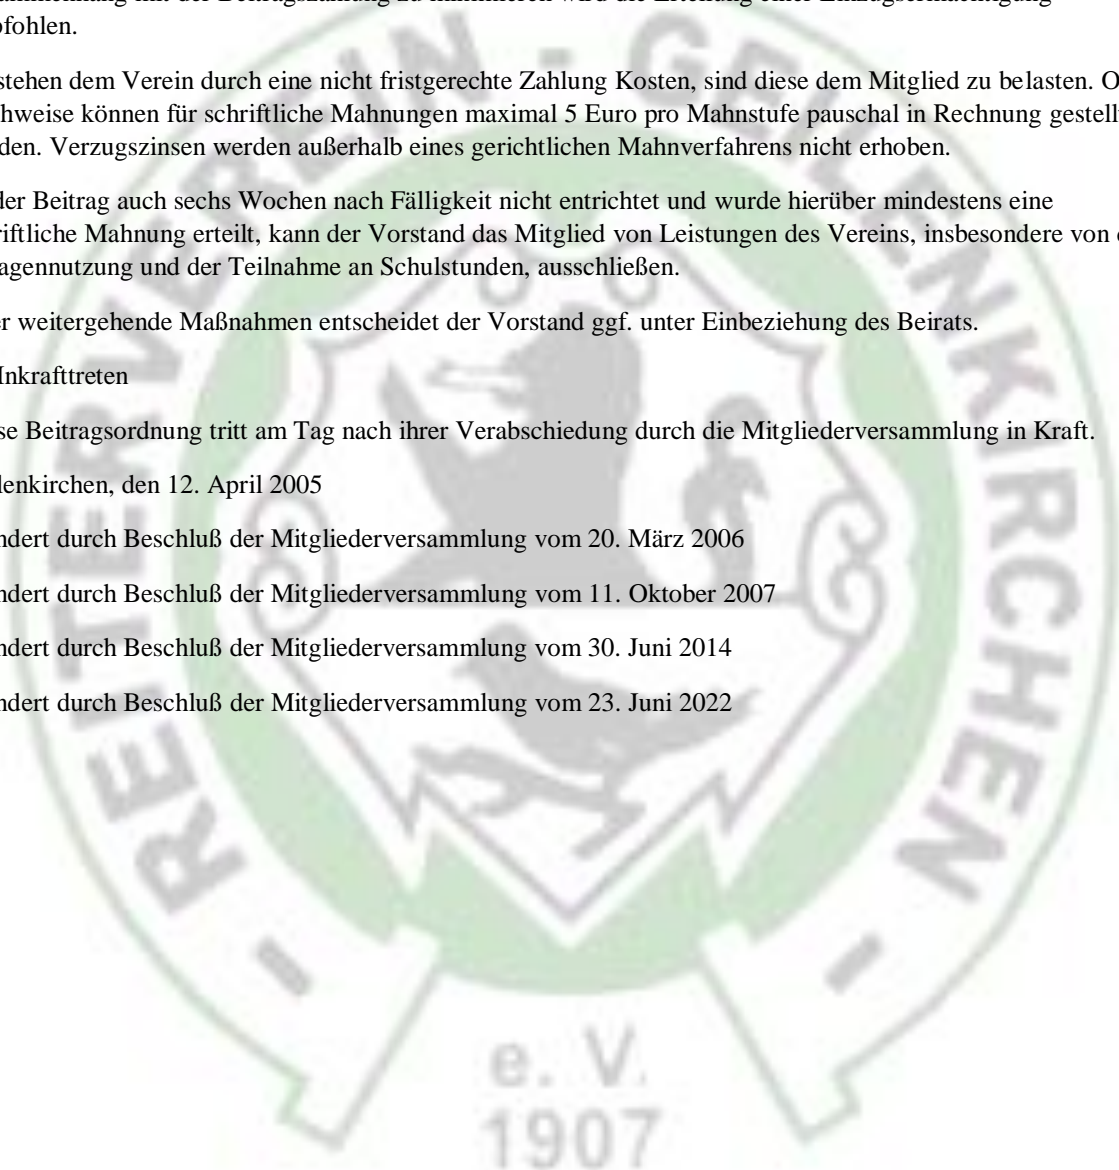 ammenhang mit der Beitragszahlung zu minimieren wird die Erteilung einer Einzugsermächtigung
pfohlen.
stehen dem Verein durch eine nicht fristgerechte Zahlung Kosten, sind diese dem Mitglied zu belasten. O
hweise können für schriftliche Mahnungen maximal 5 Euro pro Mahnstufe pauschal in Rechnung gestell
den. Verzugszinsen werden außerhalb eines gerichtlichen Mahnverfahrens nicht erhoben.
der Beitrag auch sechs Wochen nach Fälligkeit nicht entrichtet und wurde hierüber mindestens eine
riftliche Mahnung erteilt, kann der Vorstand das Mitglied von Leistungen des Vereins, insbesondere von
agennutzung und der Teilnahme an Schulstunden, ausschließen.
er weitergehende Maßnahmen entscheidet der Vorstand ggf. unter Einbeziehung des Beirats.
Inkrafttreten
se Beitragsordnung tritt am Tag nach ihrer Verabschiedung durch die Mitgliederversammlung in Kraft.
lenkirchen, den 12. April 2005
ndert durch Beschluß der Mitgliederversammlung vom 20. März 2006
ndert durch Beschluß der Mitgliederversammlung vom 11. Oktober 2007
ndert durch Beschluß der Mitgliederversammlung vom 30. Juni 2014
ndert durch Beschluß der Mitgliederversammlung vom 23. Juni 2022
- REITERVEREIN - GEILENKIRCHEN -
e. V.
1907